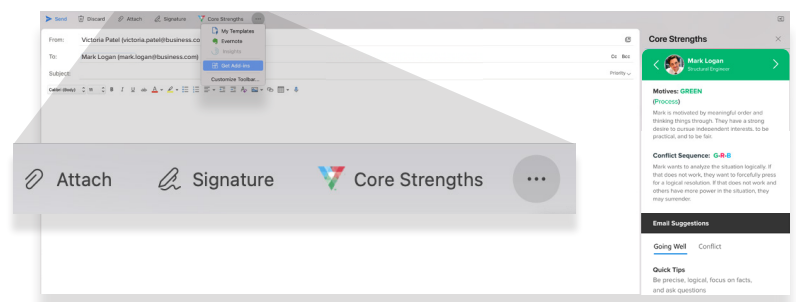 Send Discard Attach Signature Core Strengths
My Templates
Evernote
Insights
Get Add-ins
Customize Toolbar...
From: Victoria Patel (victoria.patel@business.co
To: Mark Logan (mark.logan@business.com)
Cc Bcc
Subject:
Priority
Calibri (Body)
B I U ab A
Attach Signature Core Strengths ...
Core Strengths
Mark Logan
Structural Engineer
Motives: GREEN
(Process)
Mark is motivated by meaningful order and
thinking things through. They have a strong
desire to pursue independent interests, to be
practical, and to be fair.
Conflict Sequence: G-R-B
Mark wants to analyze the situation logically. If
that does not work, they want to forcefully press
for a logical resolution. If that does not work and
others have more power in the situation, they
may surrender.
Email Suggestions
Going Well Conflict
Quick Tips
Be precise, logical, focus on facts,
and ask questions